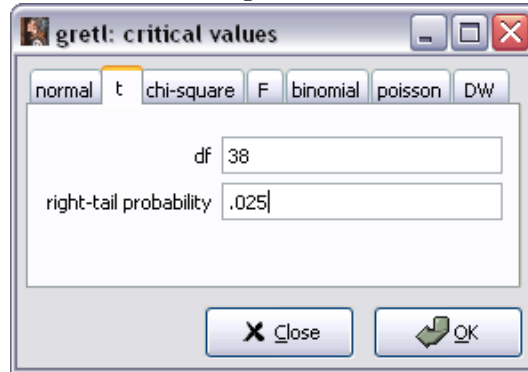 gretl: critical values
normal t chi-square F binomial poisson DW
df 38
right-tail probability .025
Close OK